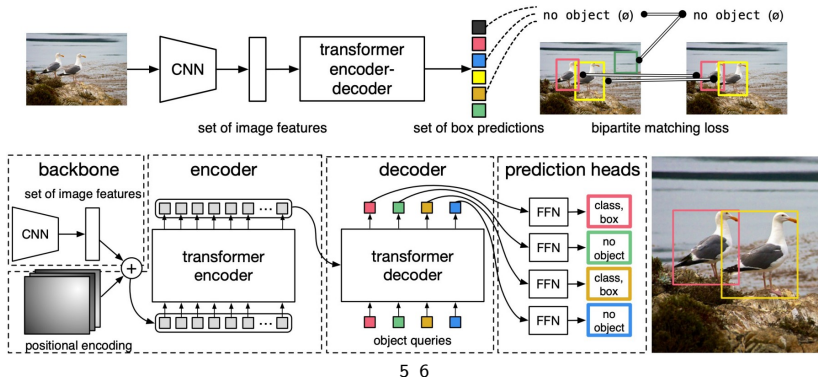 no object (ø) no object (ø)
CNN
transformer
encoder-
decoder
set of image features
set of box predictions
bipartite matching loss
backbone
set of image features
CNN
+
positional encoding
encoder
...
transformer
encoder
...
decoder
transformer
decoder
object queries
prediction heads
FFN
class,
box
FFN
no
object
FFN
class,
box
FFN
no
object
5 6